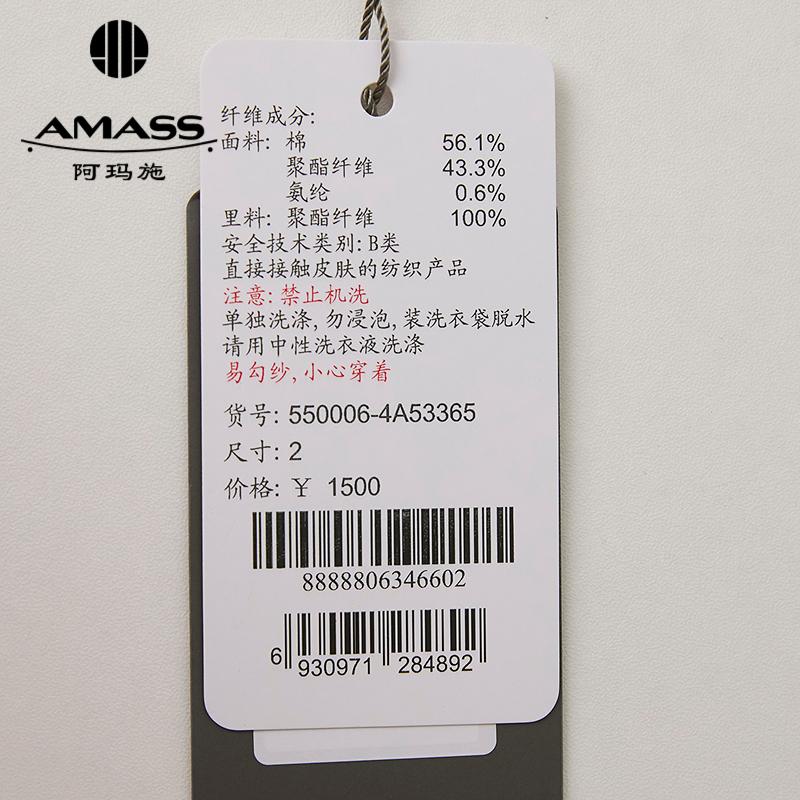 AMASS
阿玛施
纤维成分:
面料: 棉 56.1%
聚酯纤维 43.3%
氨纶 0.6%
里料: 聚酯纤维 100%
安全技术类别: B类
直接接触皮肤的纺织产品
注意: 禁止机洗
单独洗涤, 勿浸泡, 装洗衣袋脱水
请用中性洗衣液洗涤
易勾纱, 小心穿着
货号: 550006-4A53365
尺寸: 2
价格: ¥ 1500
8888806346602
6 930971 284892